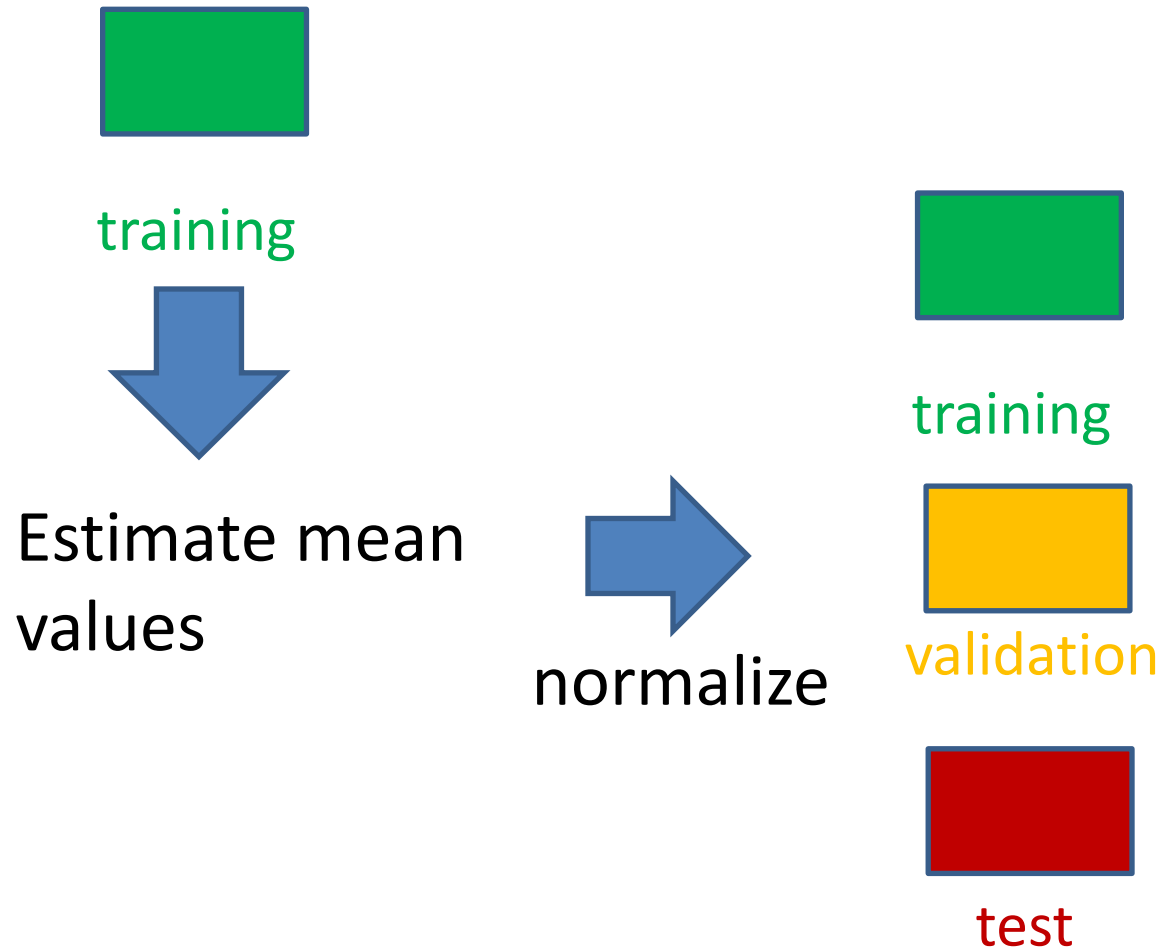 training
Estimate mean
values
normalize
training
validation
test